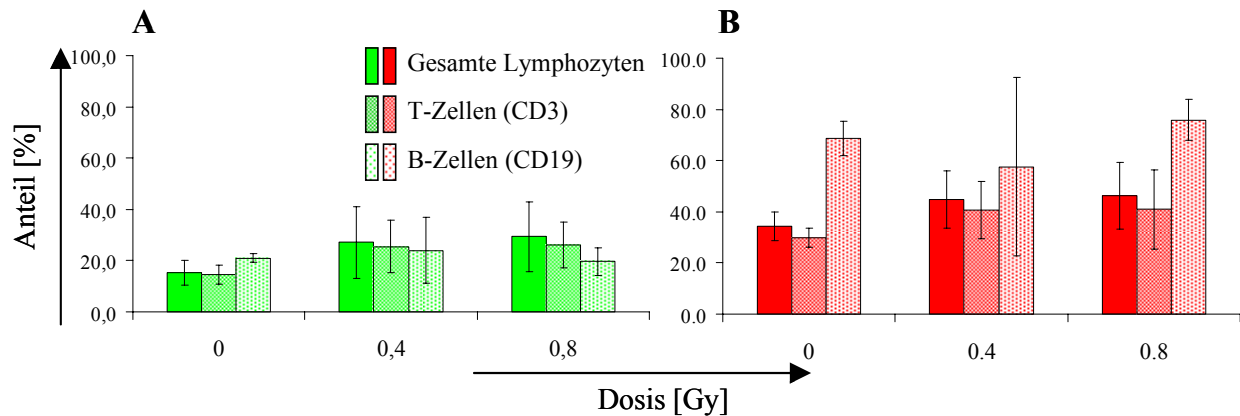 A
B
Anteil [%]
100,0
80,0
60,0
40,0
20,0
0,0
0
0,4
0,8
Gesamte Lymphozyten
T-Zellen (CD3)
B-Zellen (CD19)
100.0
80.0
60.0
40.0
20.0
0.0
0
0.4
0.8
Dosis [Gy]